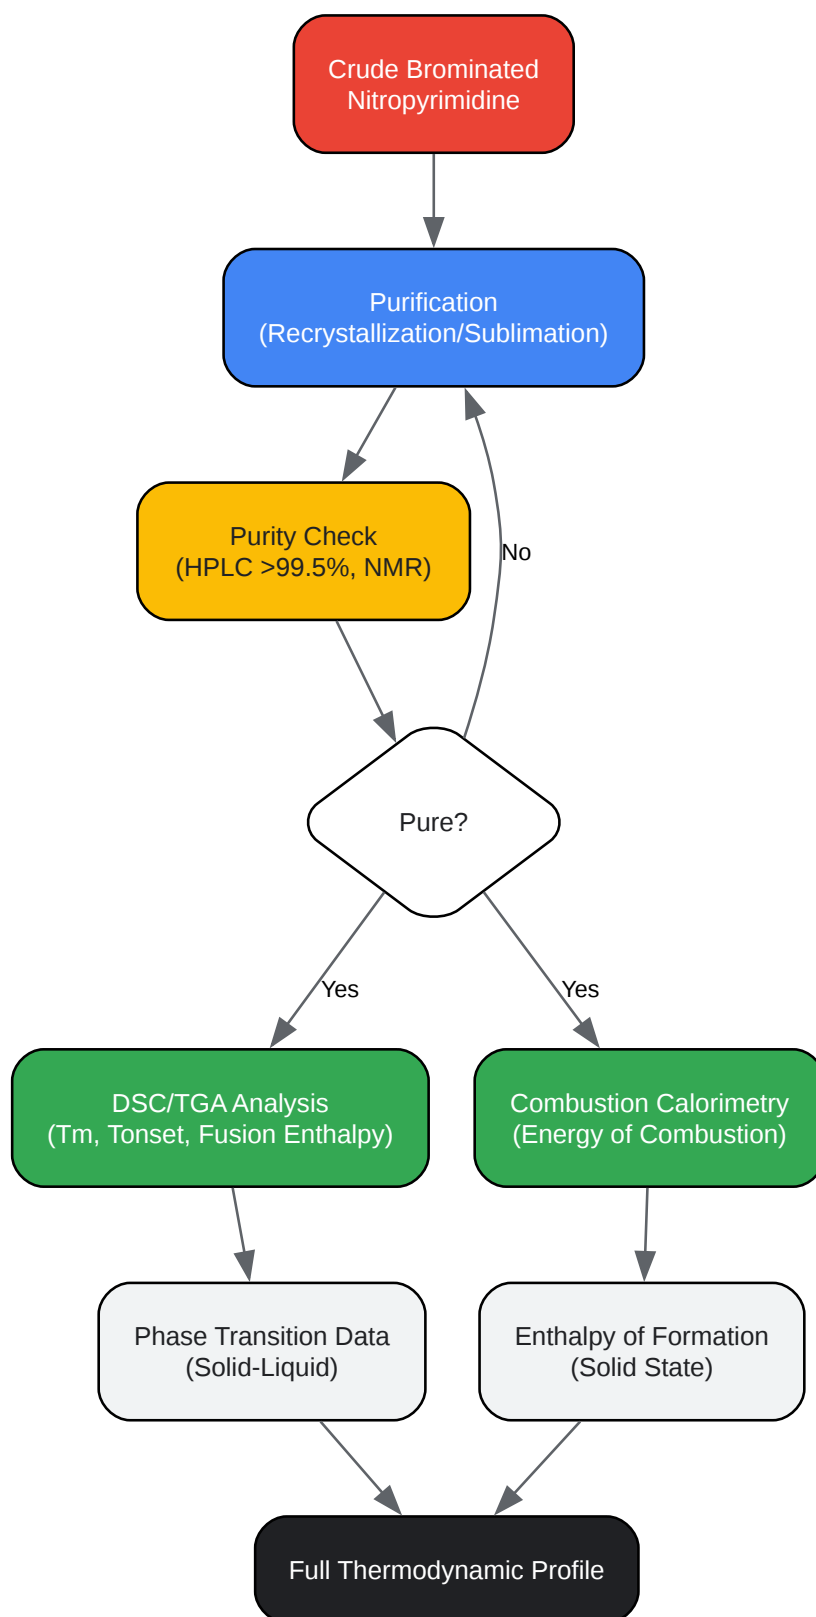 Crude Brominated
Nitropyrimidine
Purification
(Recrystallization/Sublimation)
Purity Check
(HPLC >99.5%, NMR)
No
Pure?
Yes
Yes
DSC/TGA Analysis
(Tm, Tonset, Fusion Enthalpy)
Combustion Calorimetry
(Energy of Combustion)
Phase Transition Data
(Solid-Liquid)
Enthalpy of Formation
(Solid State)
Full Thermodynamic Profile